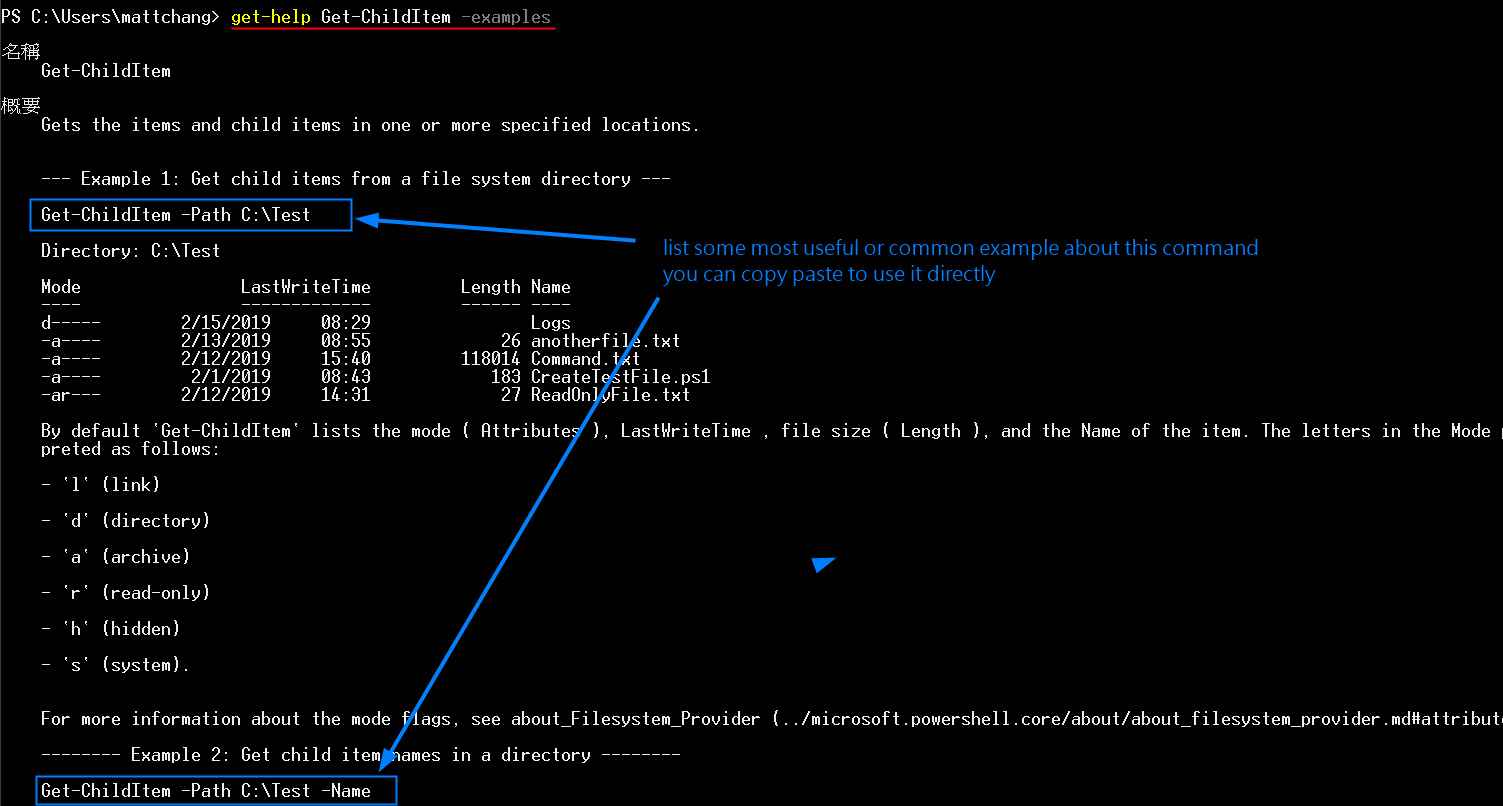 PS C:\Users\mattchang> get-help Get-ChildItem -examples
名稱
Get-ChildItem
概要
Gets the items and child items in one or more specified locations.
--- Example 1: Get child items from a file system directory ---
Get-ChildItem -Path C:\Test
list some most useful or common example about this command
you can copy paste to use it directly
Directory: C:\Test
Mode LastWriteTime Length Name
---- ------------- ------ ----
d----- 2/15/2019 08:29 Logs
-a---- 2/13/2019 08:55 26 anotherfile.txt
-a---- 2/12/2019 15:40 118014 Command.txt
-a---- 2/1/2019 08:43 183 CreateTestFile.ps1
-ar--- 2/12/2019 14:31 27 ReadOnlyFile.txt
By default `Get-ChildItem` lists the mode ( Attributes ), LastWriteTime , file size ( Length ), and the Name of the item. The letters in the Mode
preted as follows:
- `l` (link)
- `d` (directory)
- `a` (archive)
- `r` (read-only)
- `h` (hidden)
- `s` (system).
For more information about the mode flags, see about_Filesystem_Provider (../microsoft.powershell.core/about/about_filesystem_provider.md#attribut
-------- Example 2: Get child item names in a directory --------
Get-ChildItem -Path C:\Test -Name